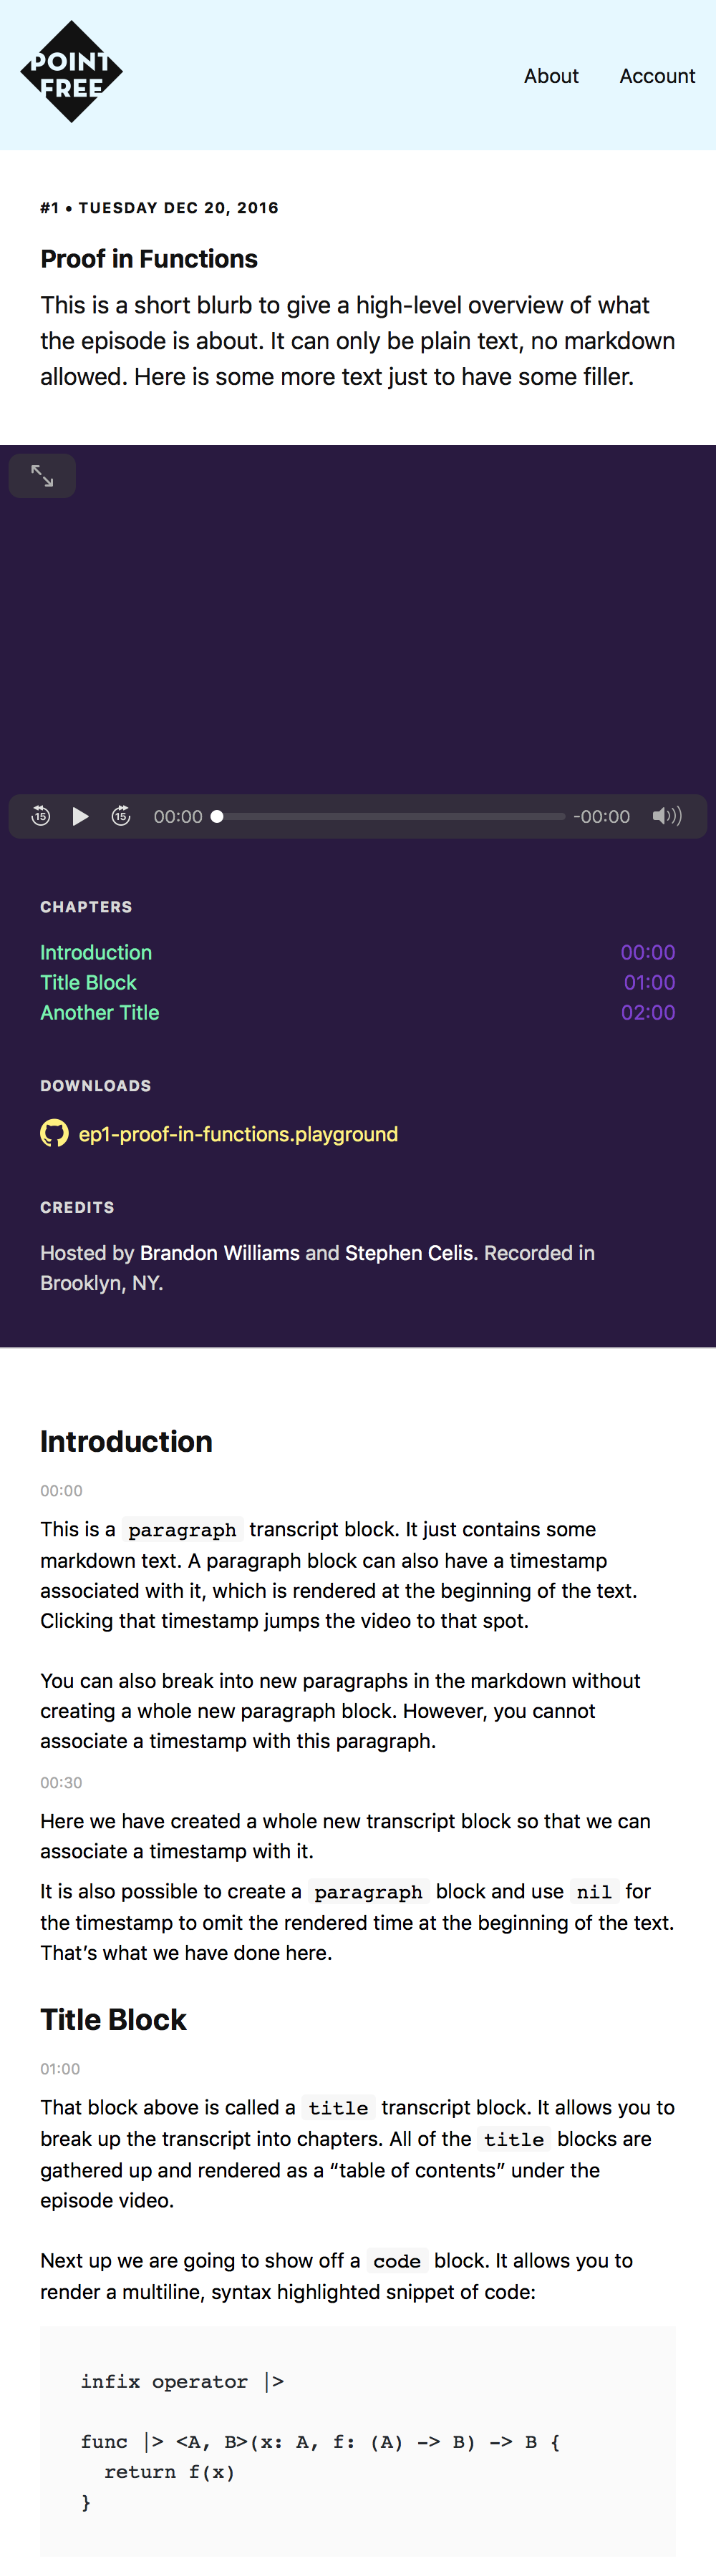 POINT
FREE
About
Account
#1 • TUESDAY DEC 20, 2016
Proof in Functions
This is a short blurb to give a high-level overview of what
the episode is about. It can only be plain text, no markdown
allowed. Here is some more text just to have some filler.
15
15
00:00
-00:00
CHAPTERS
Introduction 00:00
Title Block 01:00
Another Title 02:00
DOWNLOADS
ep1-proof-in-functions.playground
CREDITS
Hosted by Brandon Williams and Stephen Celis. Recorded in
Brooklyn, NY.
Introduction
00:00
This is a paragraph transcript block. It just contains some
markdown text. A paragraph block can also have a timestamp
associated with it, which is rendered at the beginning of the text.
Clicking that timestamp jumps the video to that spot.
You can also break into new paragraphs in the markdown without
creating a whole new paragraph block. However, you cannot
associate a timestamp with this paragraph.
00:30
Here we have created a whole new transcript block so that we can
associate a timestamp with it.
It is also possible to create a paragraph block and use nil for
the timestamp to omit the rendered time at the beginning of the text.
That’s what we have done here.
Title Block
01:00
That block above is called a title transcript block. It allows you to
break up the transcript into chapters. All of the title blocks are
gathered up and rendered as a “table of contents” under the
episode video.
Next up we are going to show off a code block. It allows you to
render a multiline, syntax highlighted snippet of code:
infix operator |>
func |> <A, B>(x: A, f: (A) -> B) -> B {
  return f(x)
}